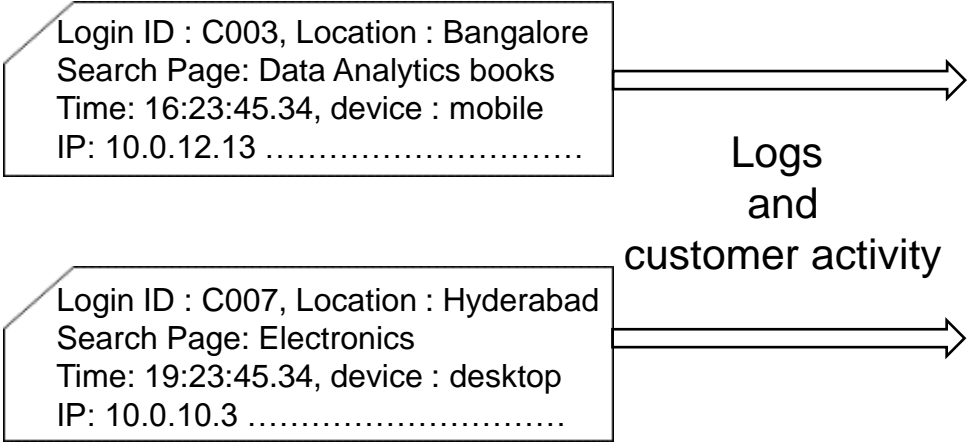 Login ID : C003, Location : Bangalore
Search Page: Data Analytics books
Time: 16:23:45.34, device : mobile
IP: 10.0.12.13 …………………………
Logs
and
customer activity
Login ID : C007, Location : Hyderabad
Search Page: Electronics
Time: 19:23:45.34, device : desktop
IP: 10.0.10.3 …………………………